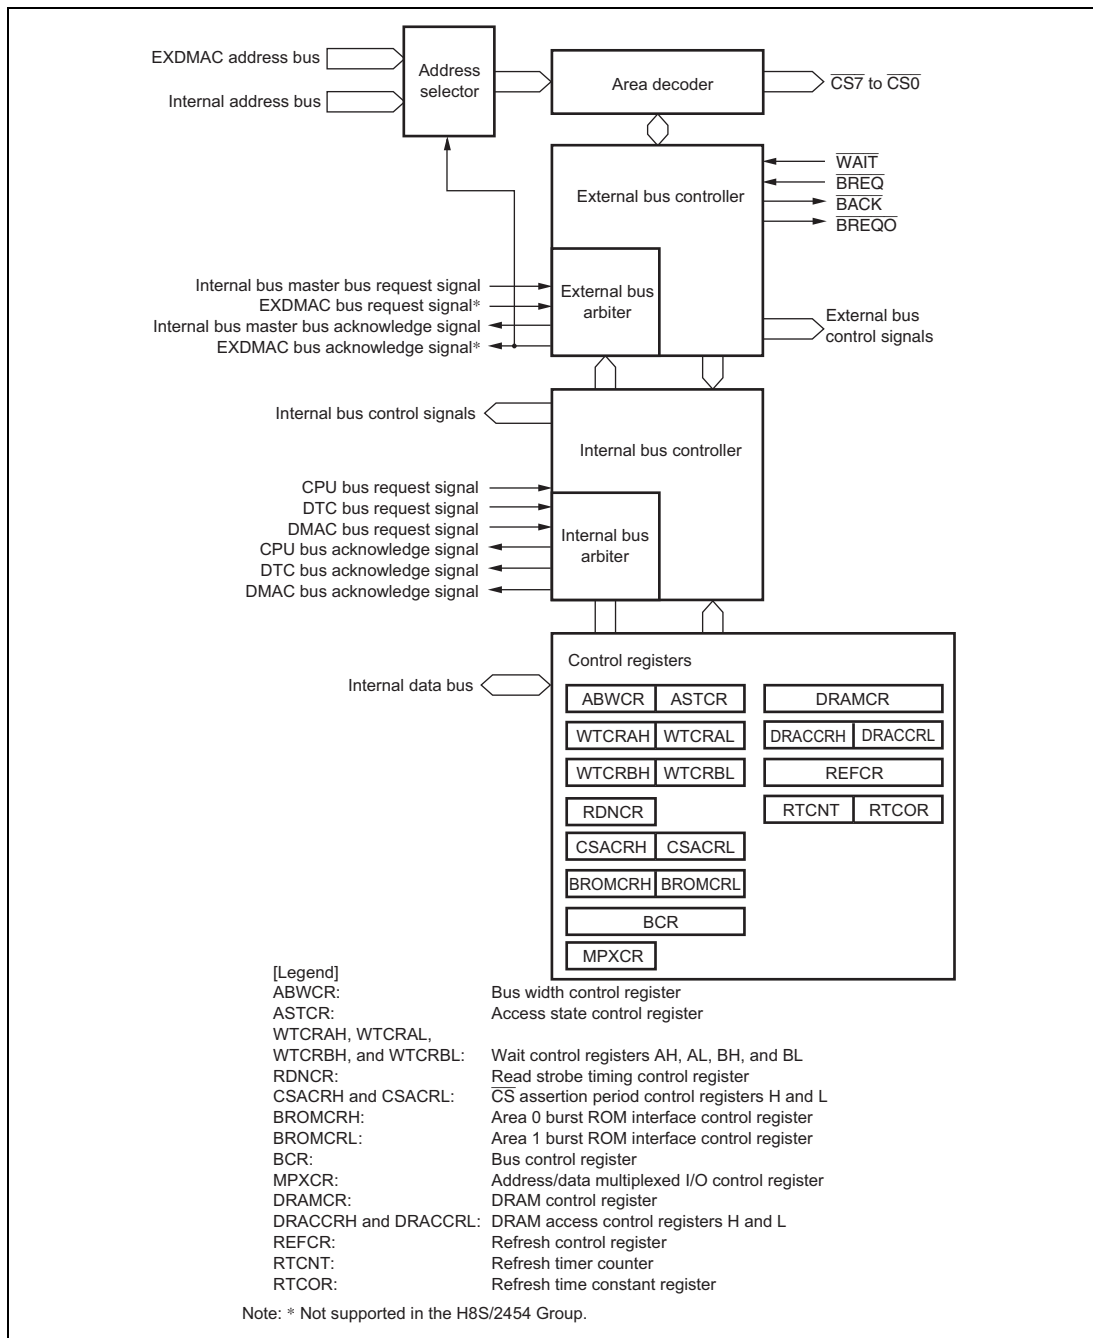 EXDMAC address bus
Internal address bus
Address
selector
Area decoder
CS7 to CS0
External bus controller
WAIT
BREQ
BACK
BREQO
Internal bus master bus request signal
EXDMAC bus request signal*
Internal bus master bus acknowledge signal
EXDMAC bus acknowledge signal*
External bus
arbiter
External bus
control signals
Internal bus control signals
Internal bus controller
CPU bus request signal
DTC bus request signal
DMAC bus request signal
CPU bus acknowledge signal
DTC bus acknowledge signal
DMAC bus acknowledge signal
Internal bus
arbiter
Internal data bus
Control registers
ABWCR ASTCR DRAMCR
WTCRAH WTCRAL DRACCRH DRACCRL
WTCRBH WTCRBL REFCR
RDNCR RTCNT RTCOR
CSACRH CSACRL
BROMCRH BROMCRL
BCR
MPXCR
[Legend]
ABWCR: Bus width control register
ASTCR: Access state control register
WTCRAH, WTCRAL,
WTCRBH, and WTCRBL: Wait control registers AH, AL, BH, and BL
RDNCR: Read strobe timing control register
CSACRH and CSACRL: CS assertion period control registers H and L
BROMCRH: Area 0 burst ROM interface control register
BROMCRL: Area 1 burst ROM interface control register
BCR: Bus control register
MPXCR: Address/data multiplexed I/O control register
DRAMCR: DRAM control register
DRACCRH and DRACCRL: DRAM access control registers H and L
REFCR: Refresh control register
RTCNT: Refresh timer counter
RTCOR: Refresh time constant register
Note: * Not supported in the H8S/2454 Group.